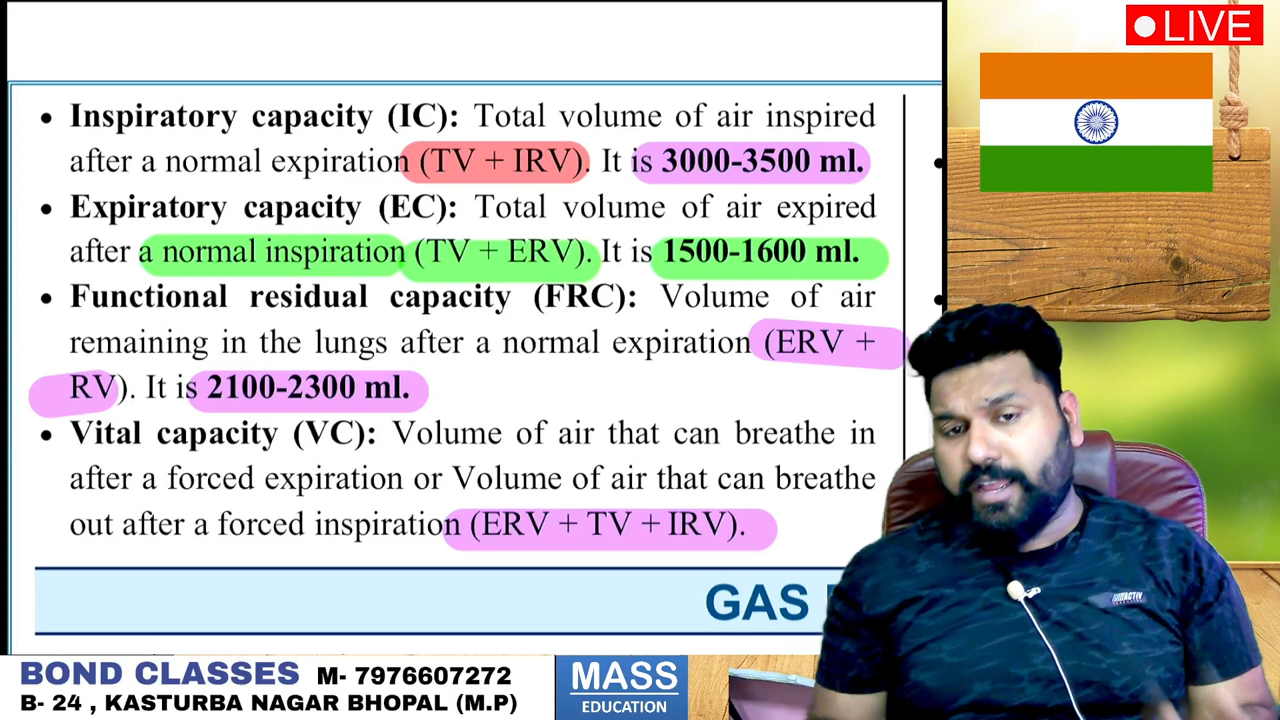 LIVE
• Inspiratory capacity (IC): Total volume of air inspired
after a normal expiration (TV + IRV). It is 3000-3500 ml.
• Expiratory capacity (EC): Total volume of air expired
after a normal inspiration (TV + ERV). It is 1500-1600 ml.
• Functional residual capacity (FRC): Volume of air
remaining in the lungs after a normal expiration (ERV +
RV). It is 2100-2300 ml.
• Vital capacity (VC): Volume of air that can breathe in
after a forced expiration or Volume of air that can breathe
out after a forced inspiration (ERV + TV + IRV).
GAS
BOND CLASSES M- 7976607272
B- 24 , KASTURBA NAGAR BHOPAL (M.P)
MASS
EDUCATION